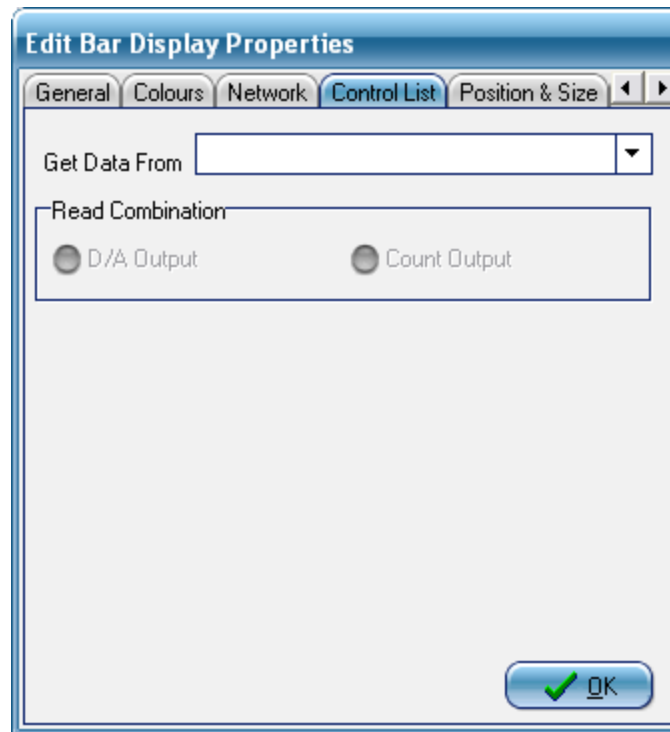 Edit Bar Display Properties
General Colours Network Control List Position & Size
Get Data From
Read Combination
D/A Output Count Output
OK